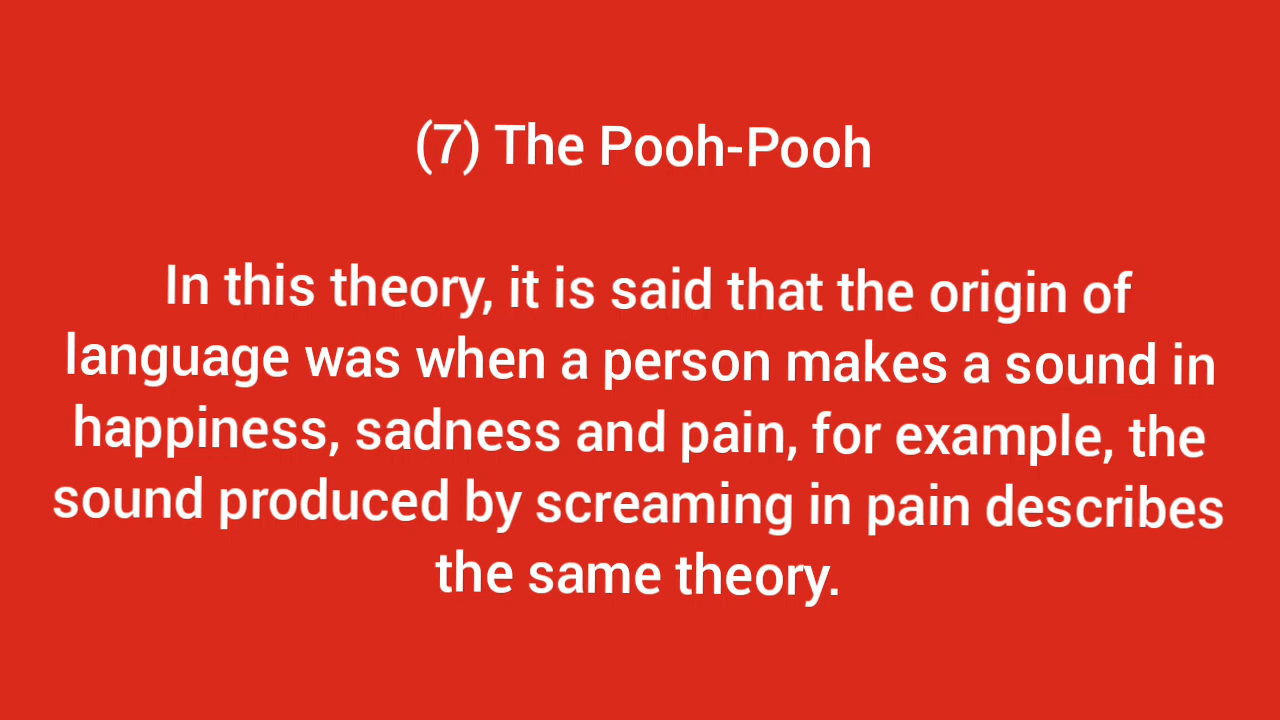 (7) The Pooh-Pooh
In this theory, it is said that the origin of
language was when a person makes a sound in
happiness, sadness and pain, for example, the
sound produced by screaming in pain describes
the same theory.